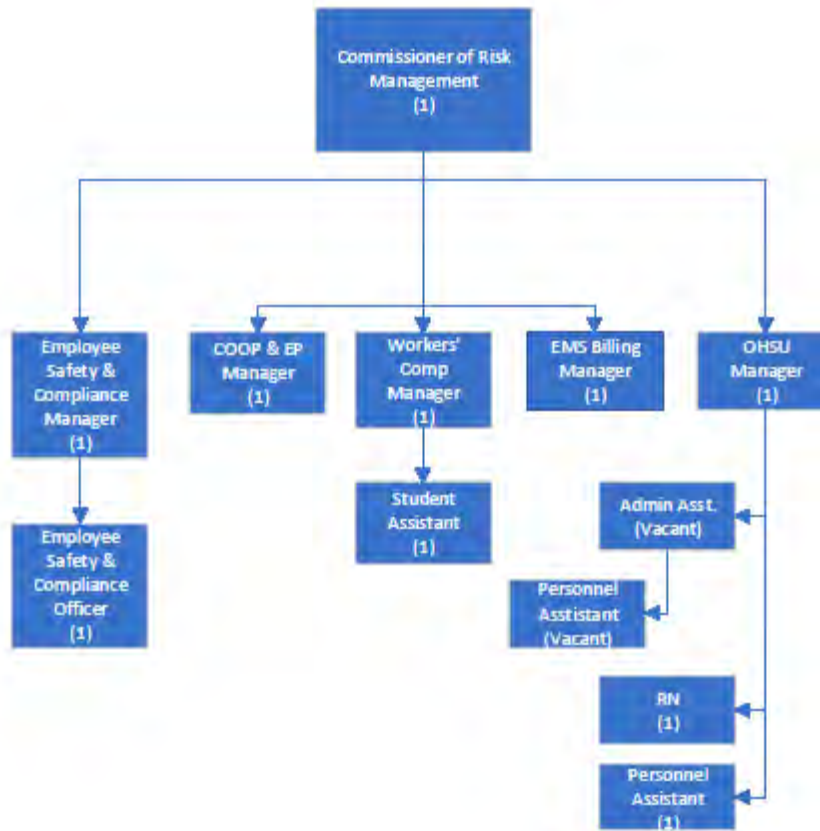 Commissioner of Risk
Management
(1)
Employee
Safety &
Compliance
Manager
(1)
COOP & EP
Manager
(1)
Workers'
Comp
Manager
(1)
EMS Billing
Manager
(1)
OHSU
Manager
(1)
Employee
Safety &
Compliance
Officer
(1)
Student
Assistant
(1)
Admin Asst.
(Vacant)
Personnel
Asstistant
(Vacant)
RN
(1)
Personnel
Assistant
(1)